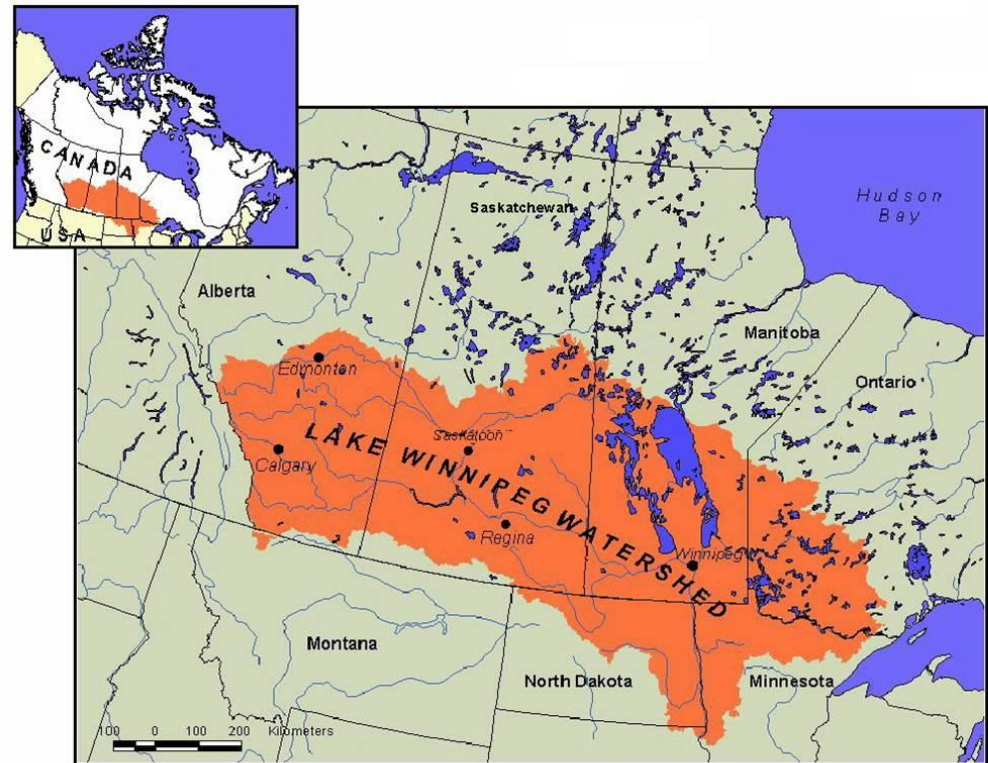 CANADA
USA
Hudson
Bay
Saskatchewan
Alberta
Manitoba
Ontario
Edmonton
Saskatoon
Calgary
LAKE WINNIPEG WATERSHED
Regina
Winnipeg
Montana
North Dakota
Minnesota
100 0 100 200 Kilometers